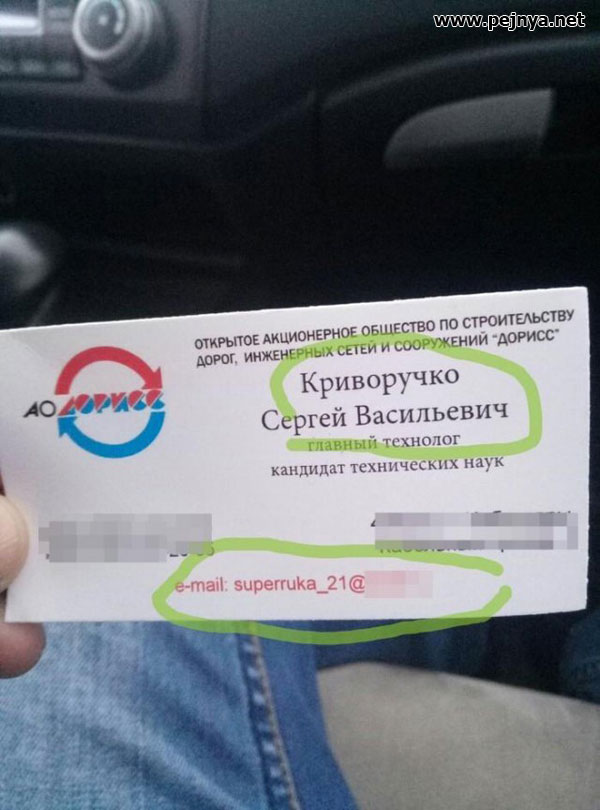 www.pejnya.net
ОТКРЫТОЕ АКЦИОНЕРНОЕ ОБЩЕСТВО ПО СТРОИТЕЛЬСТВУ
ДОРОГ, ИНЖЕНЕРНЫХ СЕТЕЙ И СООРУЖЕНИЙ "ДОРИСС"
АО ДОРИСС
Криворучко
Сергей Васильевич
главный технолог
кандидат технических наук
e-mail: superruka_21@